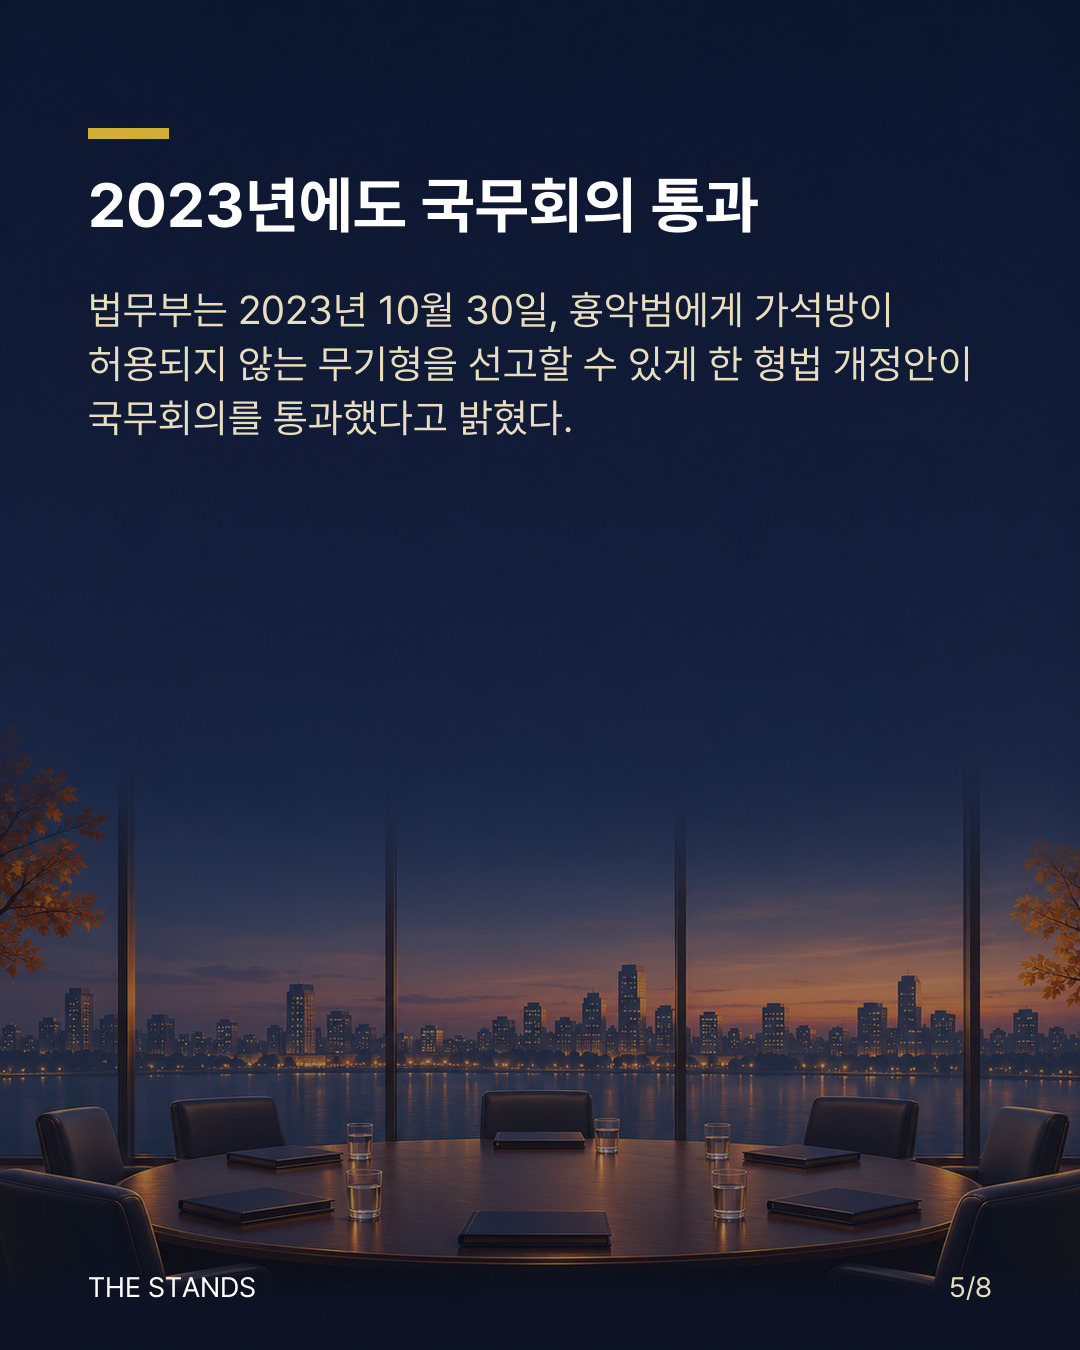 2023년에도 국무회의 통과
법무부는 2023년 10월 30일, 흉악범에게 가석방이
허용되지 않는 무기형을 선고할 수 있게 한 형법 개정안이
국무회의를 통과했다고 밝혔다.
THE STANDS
5/8